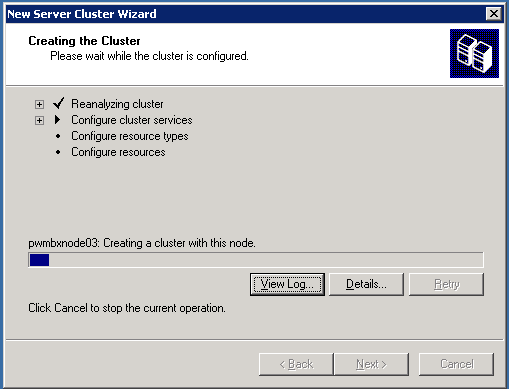 New Server Cluster Wizard
Creating the Cluster
Please wait while the cluster is configured.
Reanalyzing cluster
Configure cluster services
Configure resource types
Configure resources
pwmbxnode03: Creating a cluster with this node.
View Log... Details... Retry
Click Cancel to stop the current operation.
< Back Next > Cancel